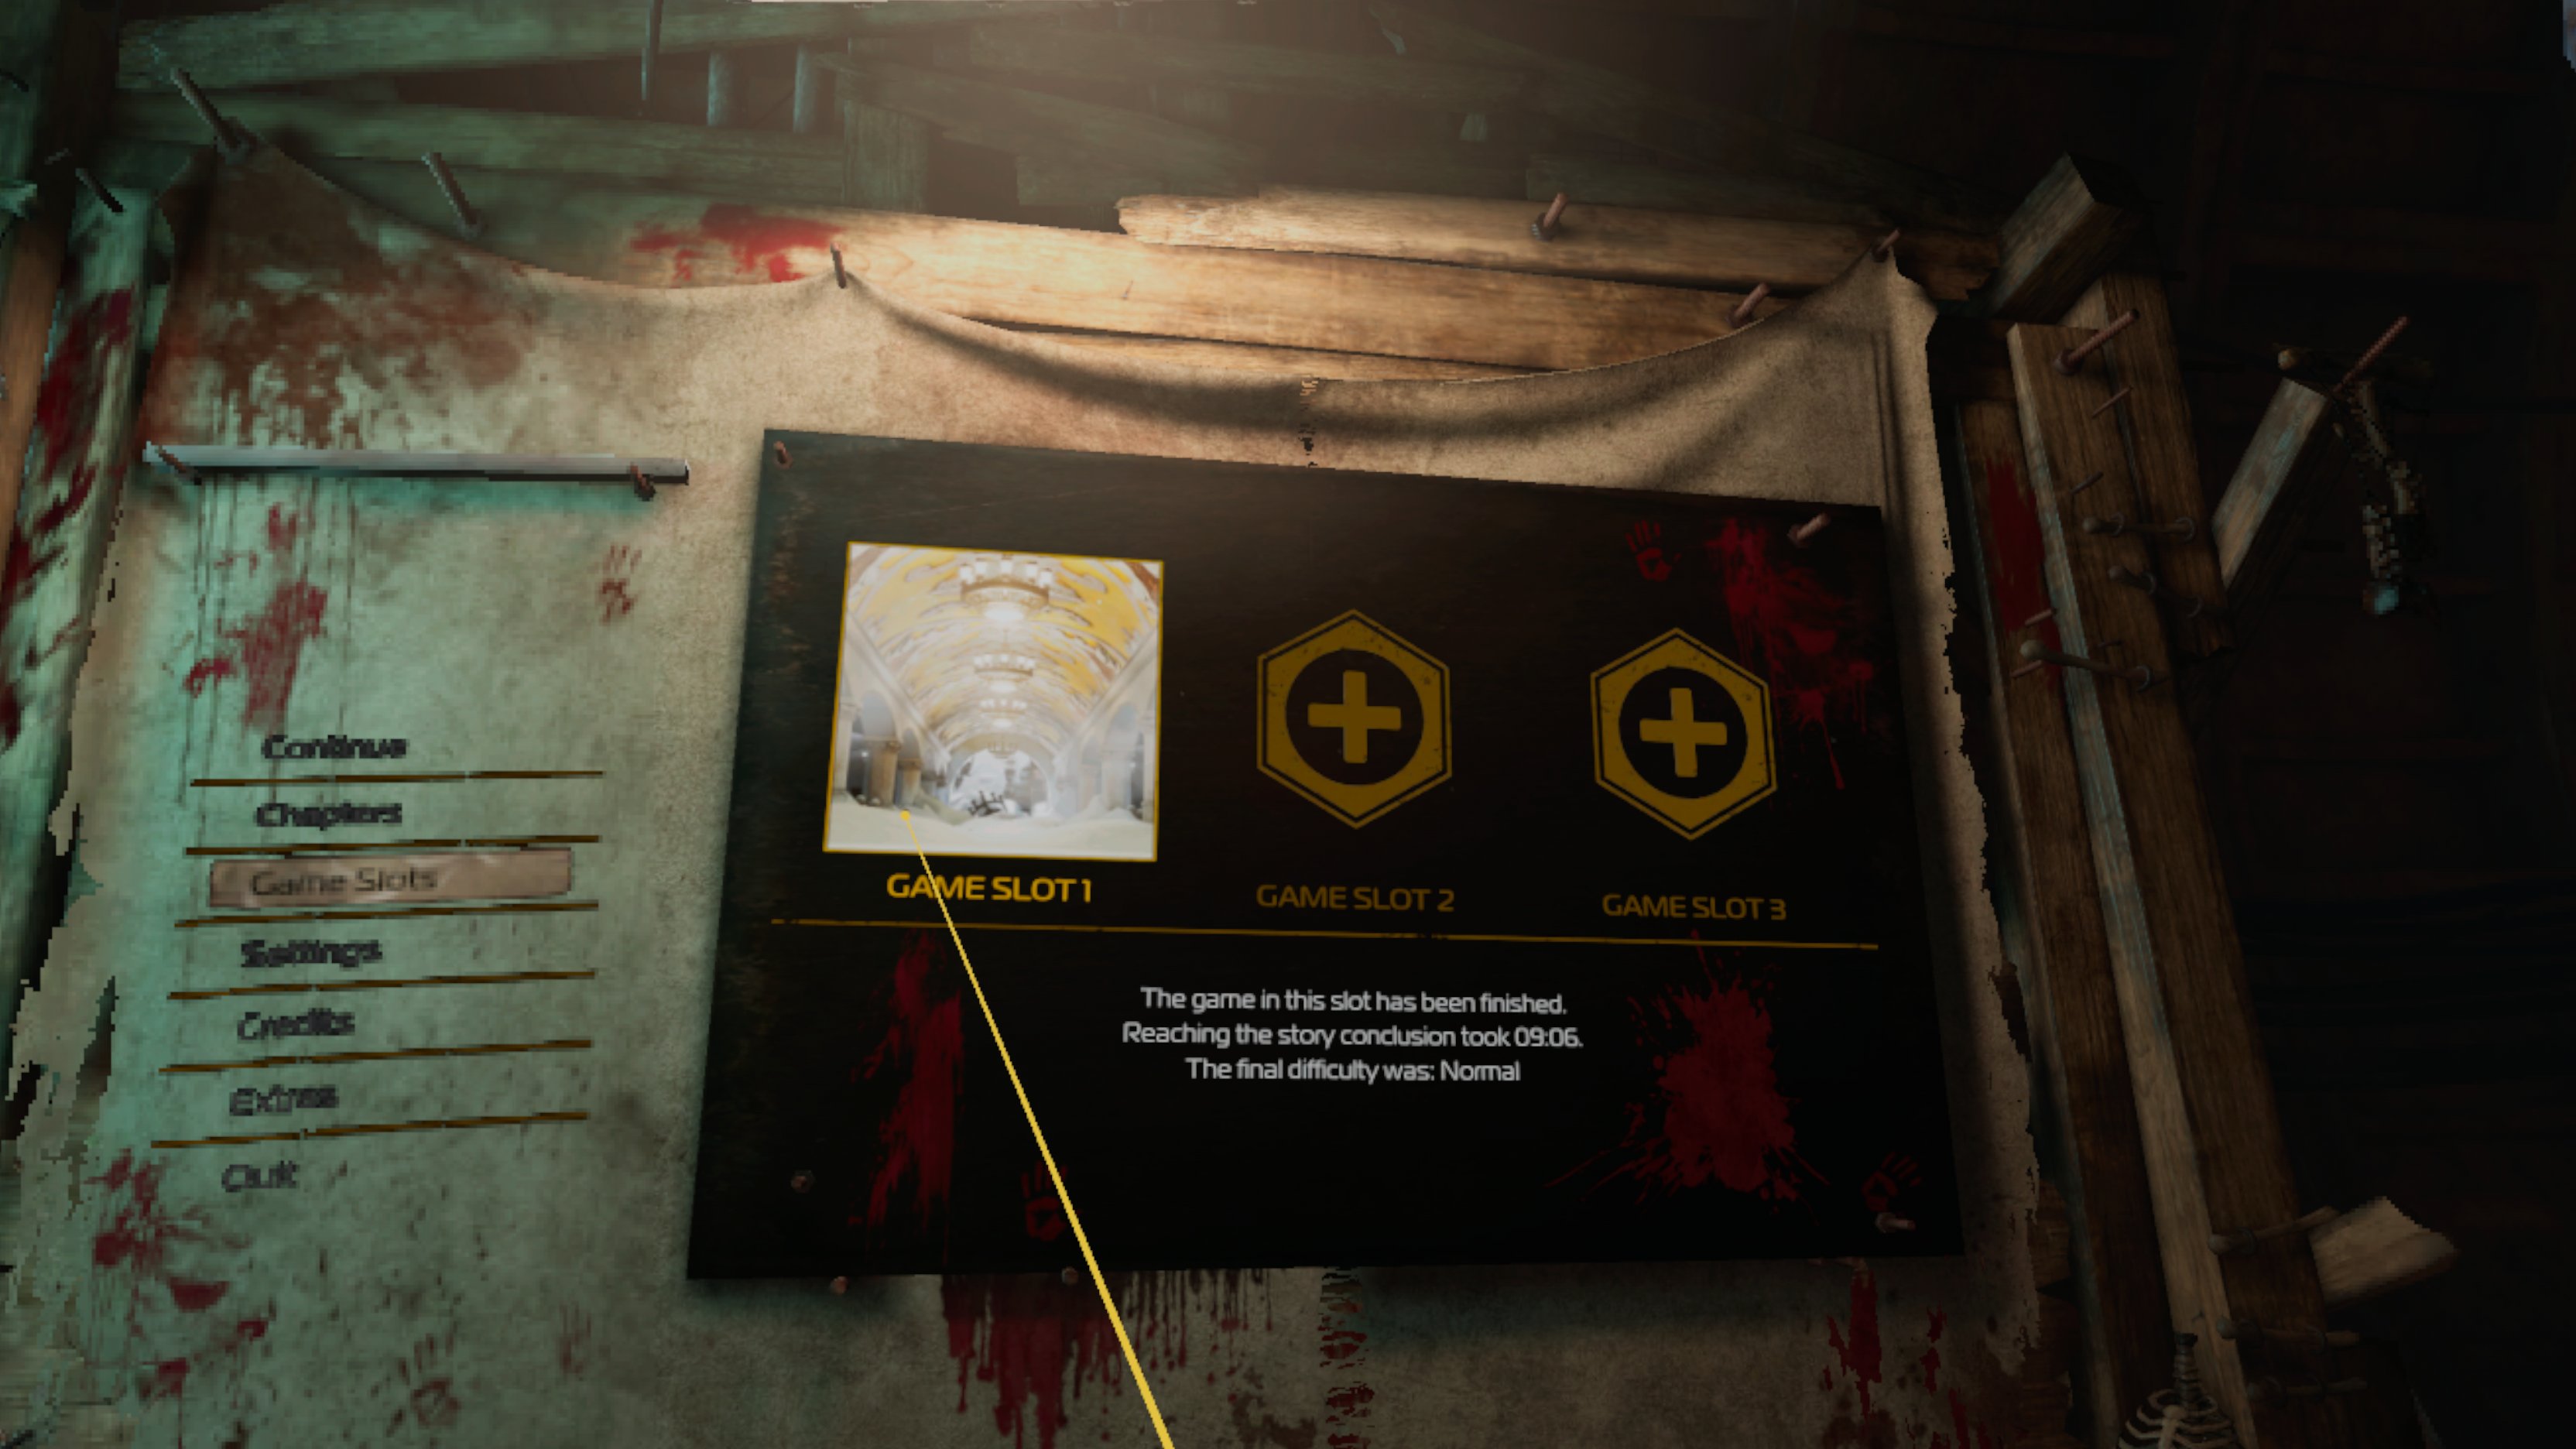 Continue
Chapters
Game Slots
Settings
Credits
Extras
Quit
GAME SLOT 1
GAME SLOT 2
GAME SLOT 3
The game in this slot has been finished.
Reaching the story conclusion took 09:06.
The final difficulty was: Normal